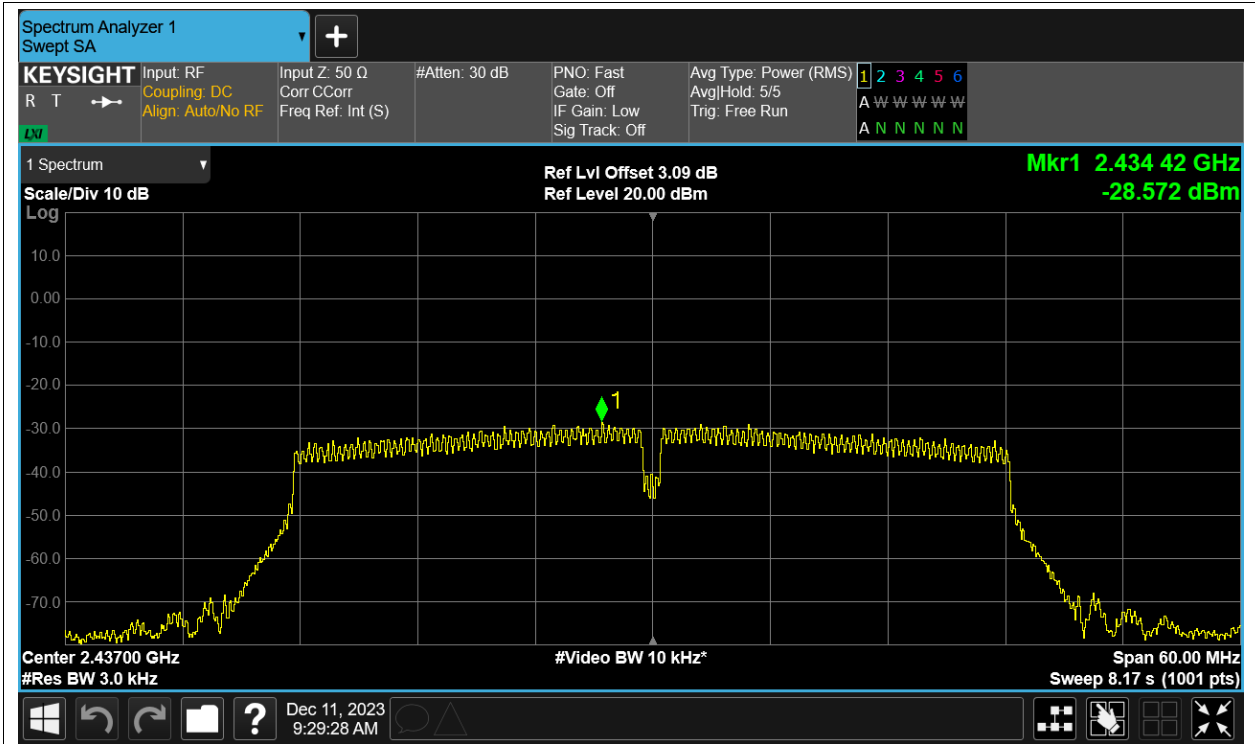 Spectrum Analyzer 1
Swept SA
KEYSIGHT
R T
LXI
Input: RF
Coupling: DC
Align: Auto/No RF
Input Z: 50 Ω
Corr CCorr
Freq Ref: Int (S)
#Atten: 30 dB
PNO: Fast
Gate: Off
IF Gain: Low
Sig Track: Off
Avg Type: Power (RMS)
Avg|Hold: 5/5
Trig: Free Run
1 2 3 4 5 6
A W W W W W
A N N N N N
1 Spectrum
Scale/Div 10 dB
Log
Ref Lvl Offset 3.09 dB
Ref Level 20.00 dBm
Mkr1 2.434 42 GHz
-28.572 dBm
10.0
0.00
-10.0
-20.0
1
-30.0
-40.0
-50.0
-60.0
-70.0
Center 2.43700 GHz
#Res BW 3.0 kHz
#Video BW 10 kHz*
Span 60.00 MHz
Sweep 8.17 s (1001 pts)
?
Dec 11, 2023
9:29:28 AM